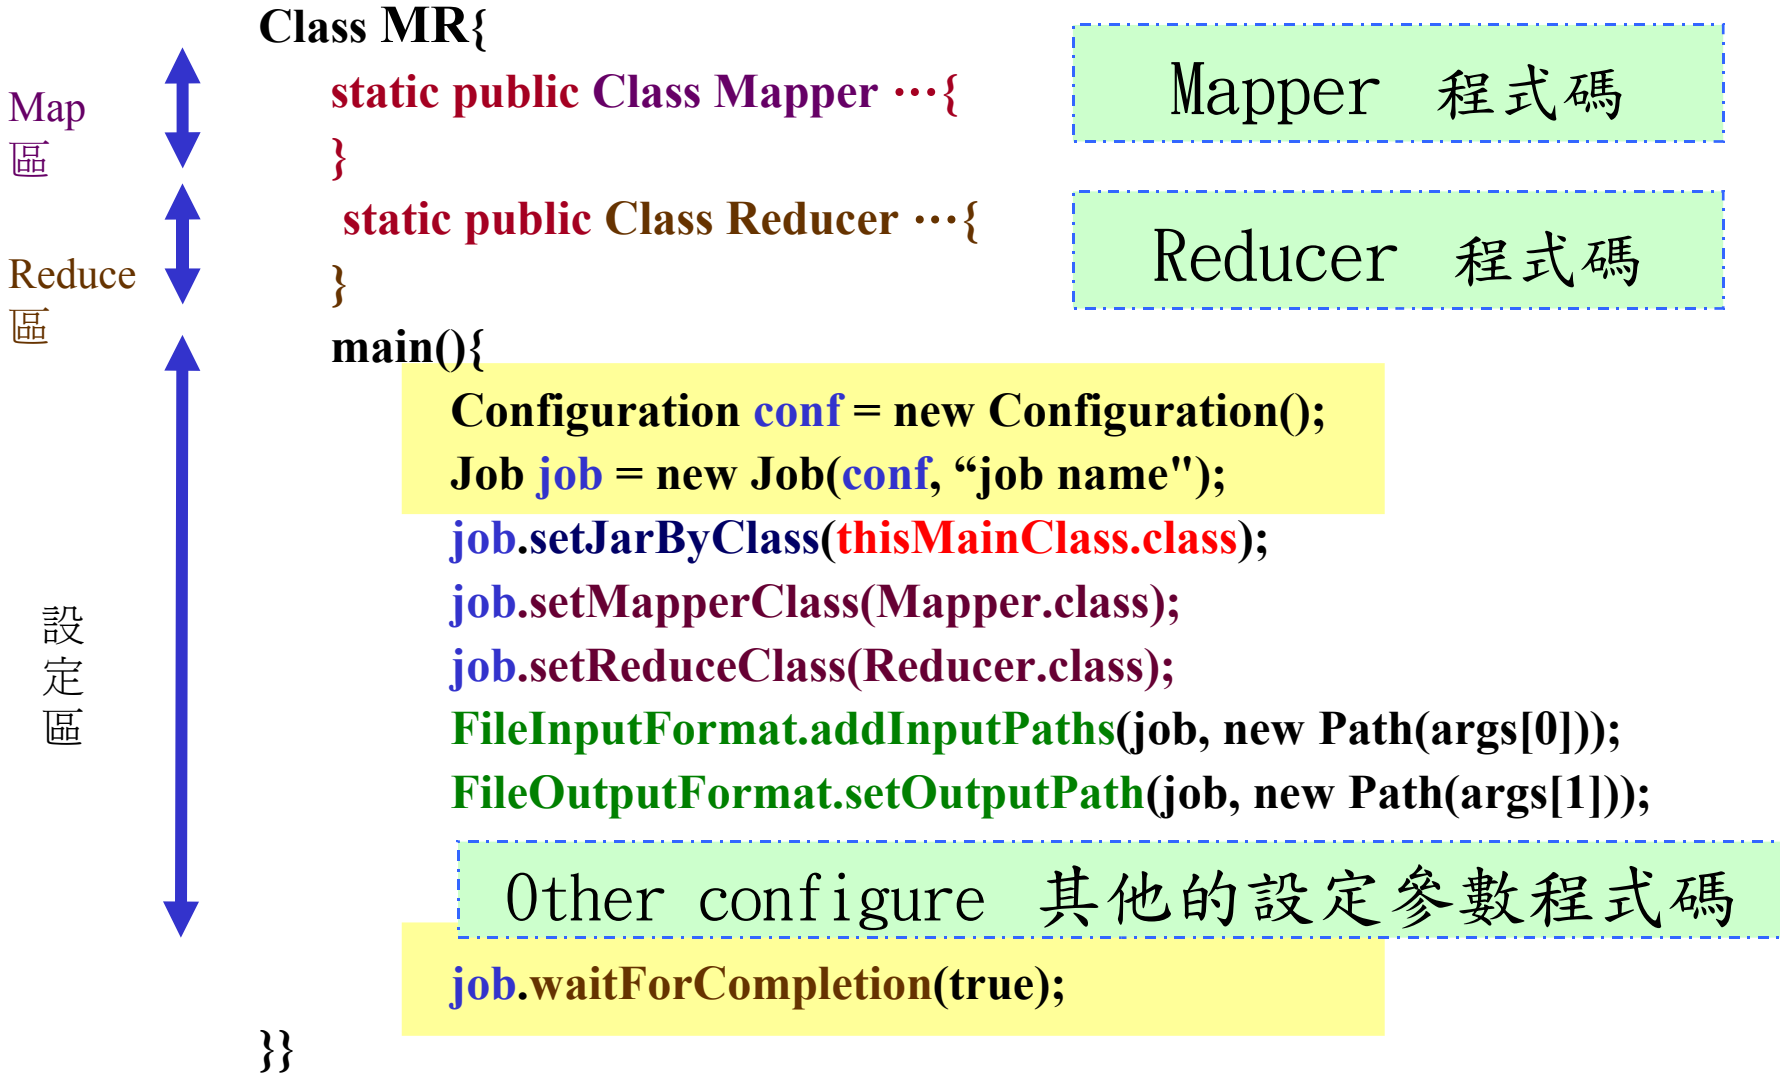 Class MR{
Map
區
static public Class Mapper …{
}
Mapper 程式碼
Reduce
區
static public Class Reducer …{
}
Reducer 程式碼
設
定
區
main(){
Configuration conf = new Configuration();
Job job = new Job(conf, “job name");
job.setJarByClass(thisMainClass.class);
job.setMapperClass(Mapper.class);
job.setReduceClass(Reducer.class);
FileInputFormat.addInputPaths(job, new Path(args[0]));
FileOutputFormat.setOutputPath(job, new Path(args[1]));
Other configure 其他的設定參數程式碼
job.waitForCompletion(true);
}}